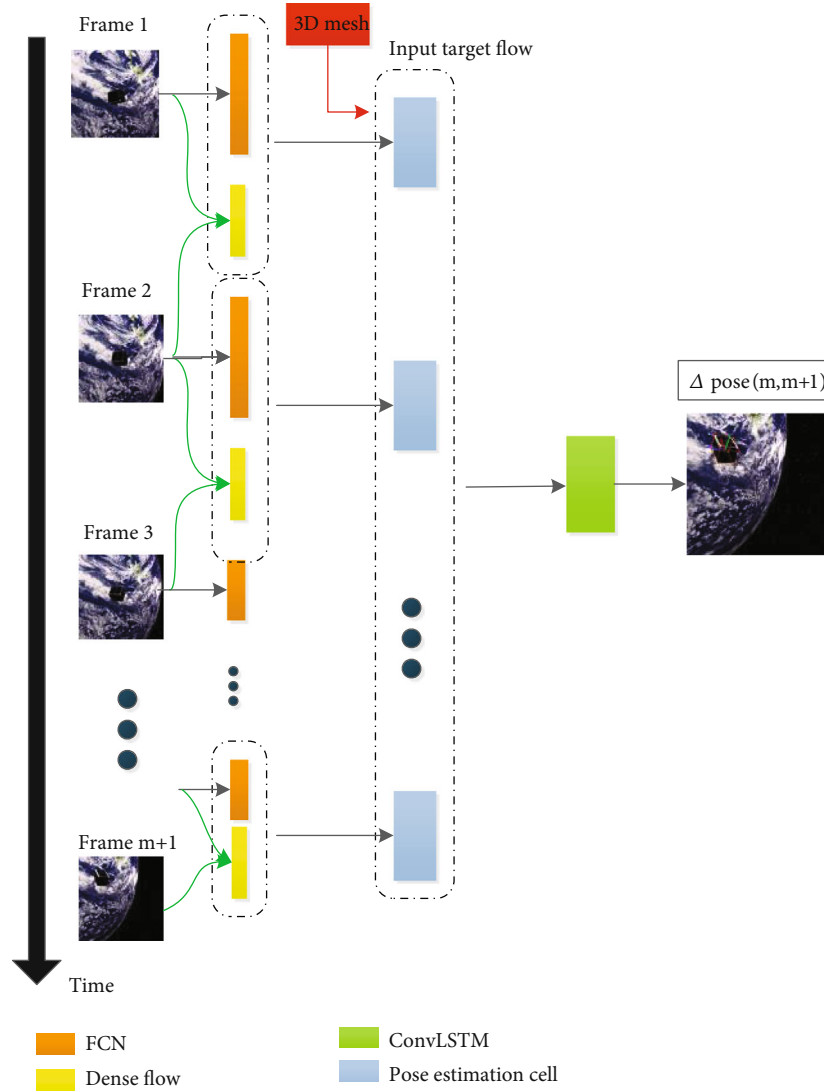 Frame 1
3D mesh
Input target flow
Frame 2
Δ pose (m,m+1)
Frame 3
Frame m+1
Time
FCN
Dense flow
ConvLSTM
Pose estimation cell